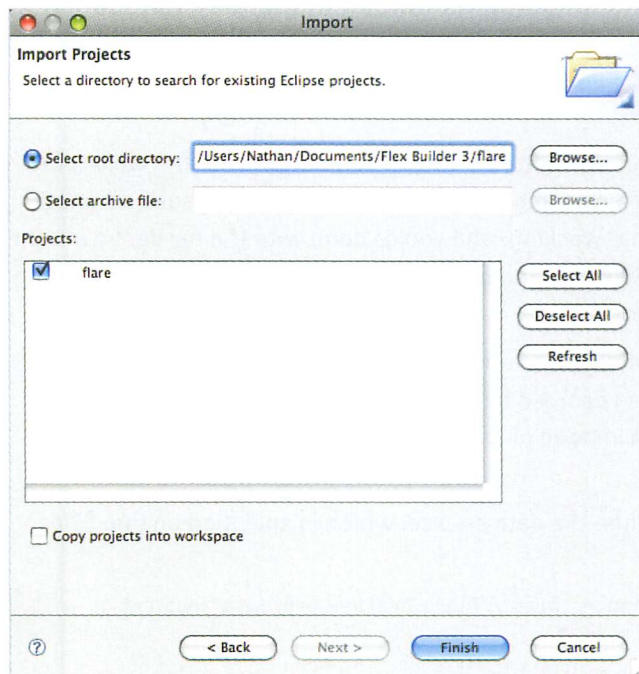 Import
Import Projects
Select a directory to search for existing Eclipse projects.
Select root directory: /Users/Nathan/Documents/Flex Builder 3/flare Browse...
Select archive file: Browse...
Projects:
flare
Select All
Deselect All
Refresh
Copy projects into workspace
? < Back Next > Finish Cancel